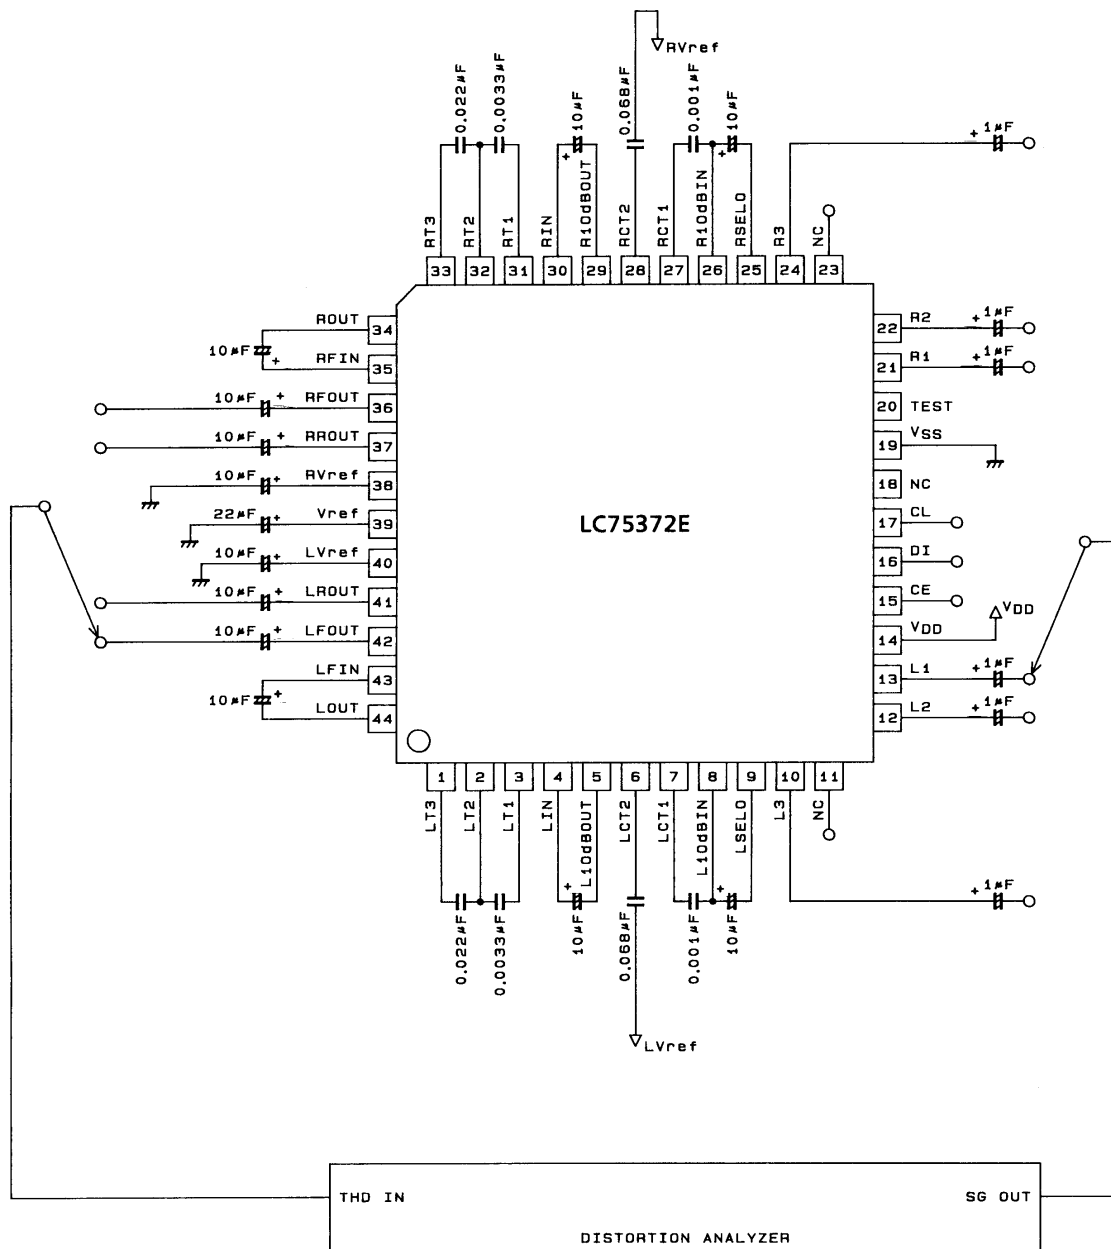 RVref
0.022µF
0.0033µF
10µF
0.068µF
0.001µF
10µF
+ 1µF
+
+
RT3
RT2
RT1
RIN
R10dBOUT
RCT2
RCT1
R10dBIN
RSELO
R3
NC
33
32
31
30
29
28
27
26
25
24
23
ROUT
34
10µF
+
RFIN
35
10µF + RFOUT
36
10µF + RROUT
37
10µF + RVref
38
22µF + Vref
39
10µF + LVref
40
10µF + LROUT
41
10µF + LFOUT
42
LFIN
43
10µF +
LOUT
44
LC75372E
22
R2
+ 1µF
21
R1
+ 1µF
20
TEST
19
VSS
18
NC
17
CL
16
DI
15
CE
14
VDD
VDD
13
L1
+ 1µF
12
L2
+ 1µF
1
2
3
4
5
6
7
8
9
10
11
LT3
LT2
LT1
LIN
L10dBOUT
LCT2
LCT1
L10dBIN
LSELO
L3
NC
+
+
0.022µF
0.0033µF
10µF
0.068µF
0.001µF
10µF
+ 1µF
LVref
THD IN
SG OUT
DISTORTION ANALYZER